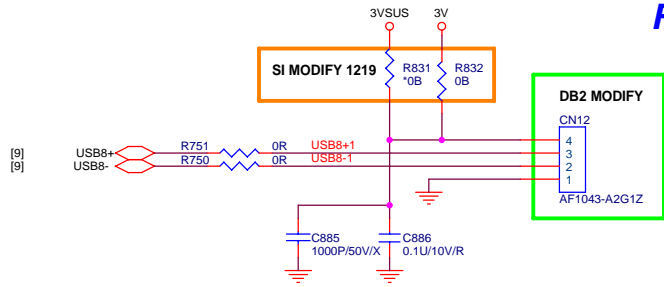 3VSUS 3V
SI MODIFY 1219
R831
*0B
R832
0B
DB2 MODIFY
CN12
[9] USB8+ R751 0R USB8+1
[9] USB8- R750 0R USB8-1
4
3
2
1
AF1043-A2G1Z
C885
1000P/50V/X
C886
0.1U/10V/R